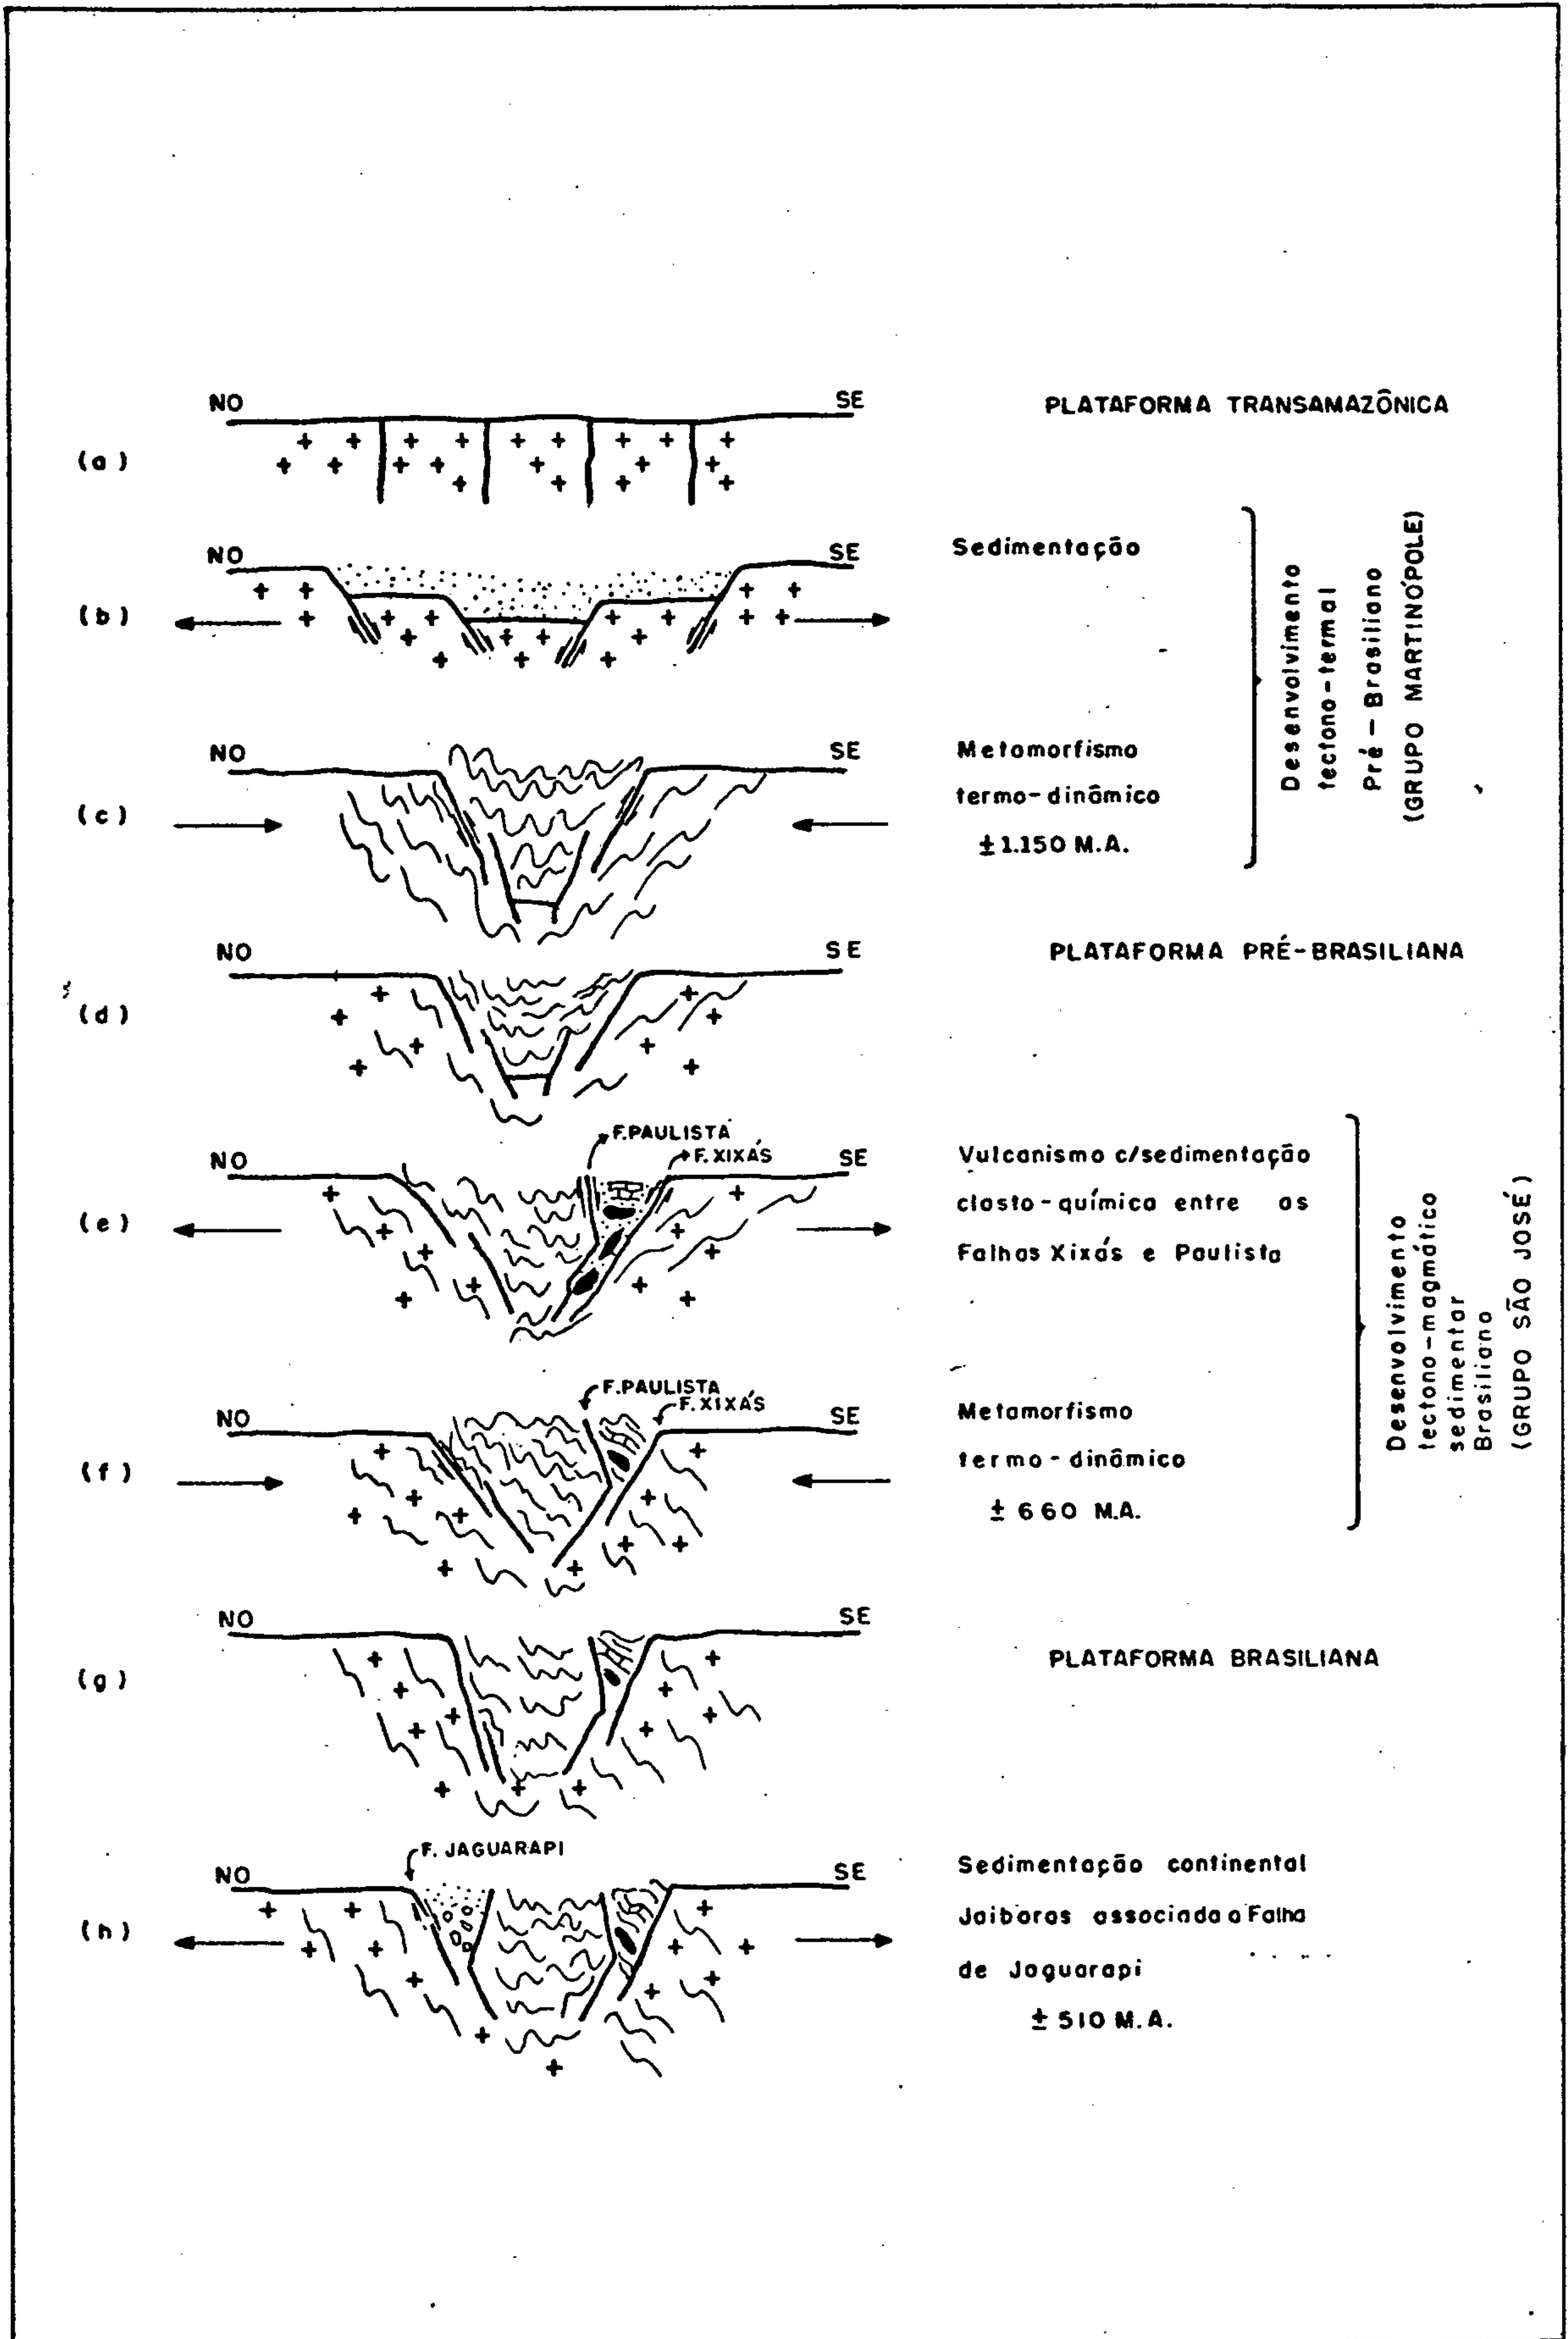 NO
SE
PLATAFORMA TRANSAMAZÔNICA
(a)
NO
SE
Sedimentação
(b)
NO
SE
Metamorfismo
termo-dinâmico
± 1.150 M.A.
(c)
Desenvolvimento
tectono-termal
Pré-Brasiliano
(GRUPO MARTINÓPOLE)
NO
SE
PLATAFORMA PRÉ-BRASILIANA
(d)
F.PAULISTA
F.XIXÁS
NO
SE
Vulcanismo c/sedimentação
clasto-química entre as
Falhas Xixás e Paulista
(e)
F.PAULISTA
F.XIXÁS
NO
SE
Metamorfismo
termo-dinâmico
± 660 M.A.
(f)
Desenvolvimento
tectono-magmático
sedimentar
Brasiliano
(GRUPO SÃO JOSÉ)
NO
SE
PLATAFORMA BRASILIANA
(g)
F. JAGUARAPI
NO
SE
Sedimentação continental
Jaibaras associada a Falha
de Jaguarapi
± 510 M.A.
(h)